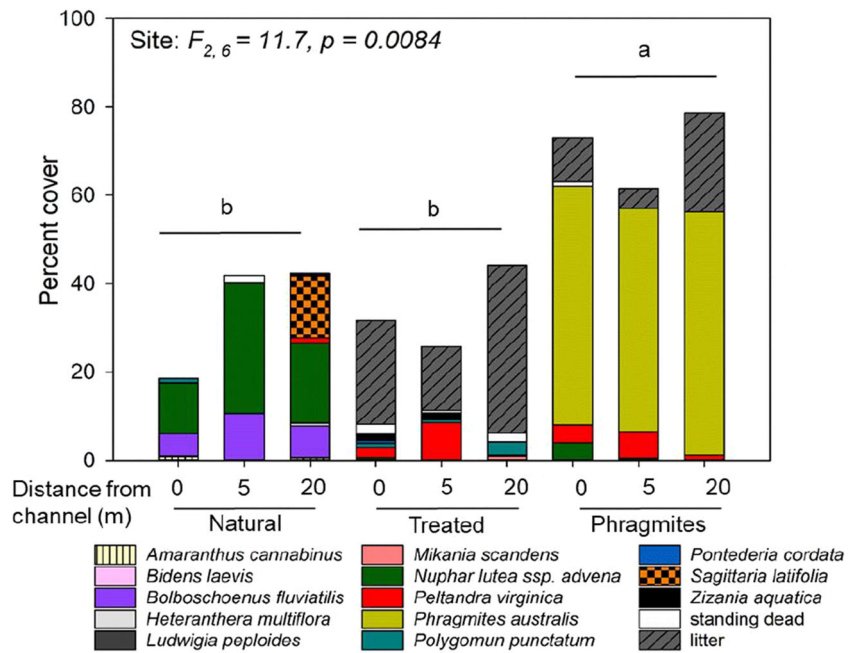 100
80
60
40
20
0
Percent cover
Site: F2, 6 = 11.7, p = 0.0084
b
b
a
Distance from
channel (m)
0 5 20 0 5 20 0 5 20
Natural Treated Phragmites
Amaranthus cannabinus Mikania scandens Pontederia cordata
Bidens laevis Nuphar lutea ssp. advena Sagittaria latifolia
Bolboschoenus fluviatilis Peltandra virginica Zizania aquatica
Heteranthera multiflora Phragmites australis standing dead
Ludwigia peploides Polygomun punctatum litter